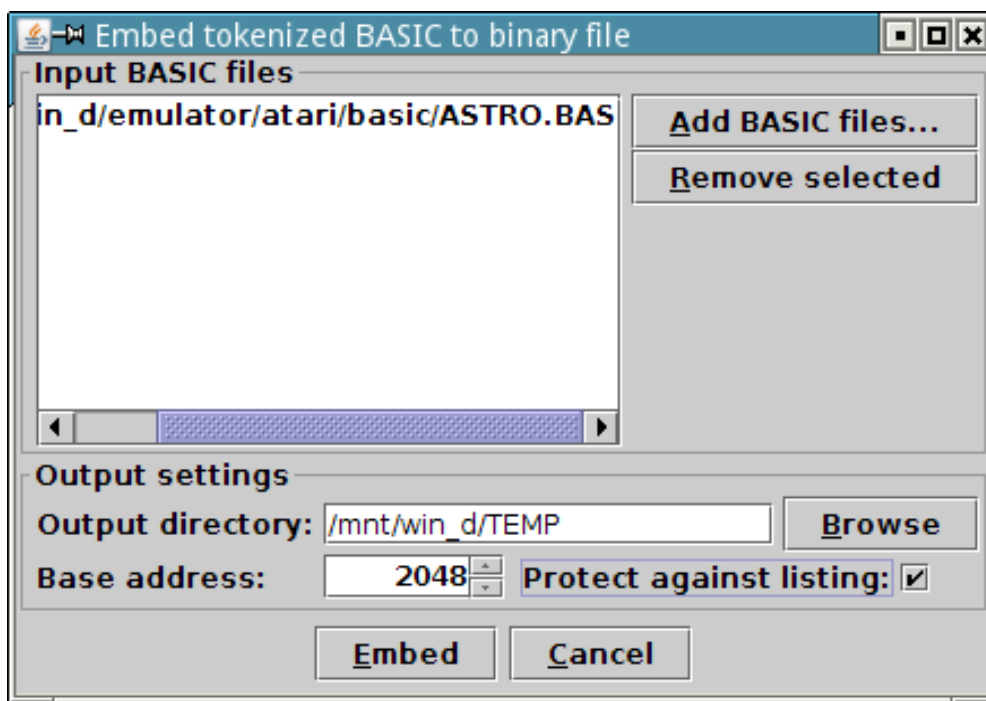 Embed tokenized BASIC to binary file
Input BASIC files
in_d/emulator/atari/basic/ASTRO.BAS
Add BASIC files...
Remove selected
Output settings
Output directory: /mnt/win_d/TEMP Browse
Base address: 2048 Protect against listing:
Embed Cancel